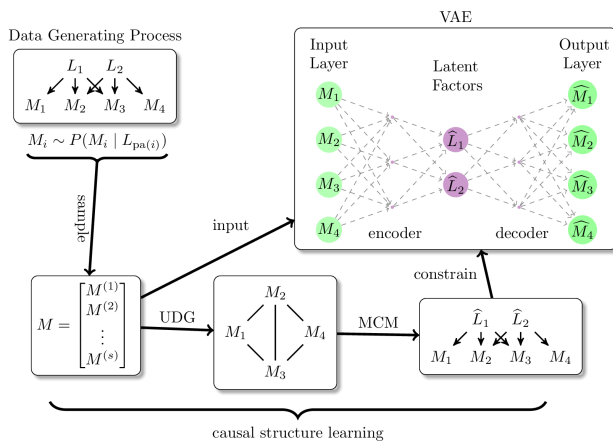 VAE
Data Generating Process
L₁ L₂
M₁ M₂ M₃ M₄
Mᵢ ∼ P(Mᵢ | L_pa(i))
sample
Input Layer
Latent Factors
Output Layer
M₁
M₂
M₃
M₄
L̂₁
L̂₂
M̂₁
M̂₂
M̂₃
M̂₄
encoder
decoder
input
constrain
M = [M⁽¹⁾
M⁽²⁾
⋮
M⁽ˢ⁾]
UDG
M₂
M₁ M₄
M₃
MCM
L̂₁ L̂₂
M₁ M₂ M₃ M₄
causal structure learning